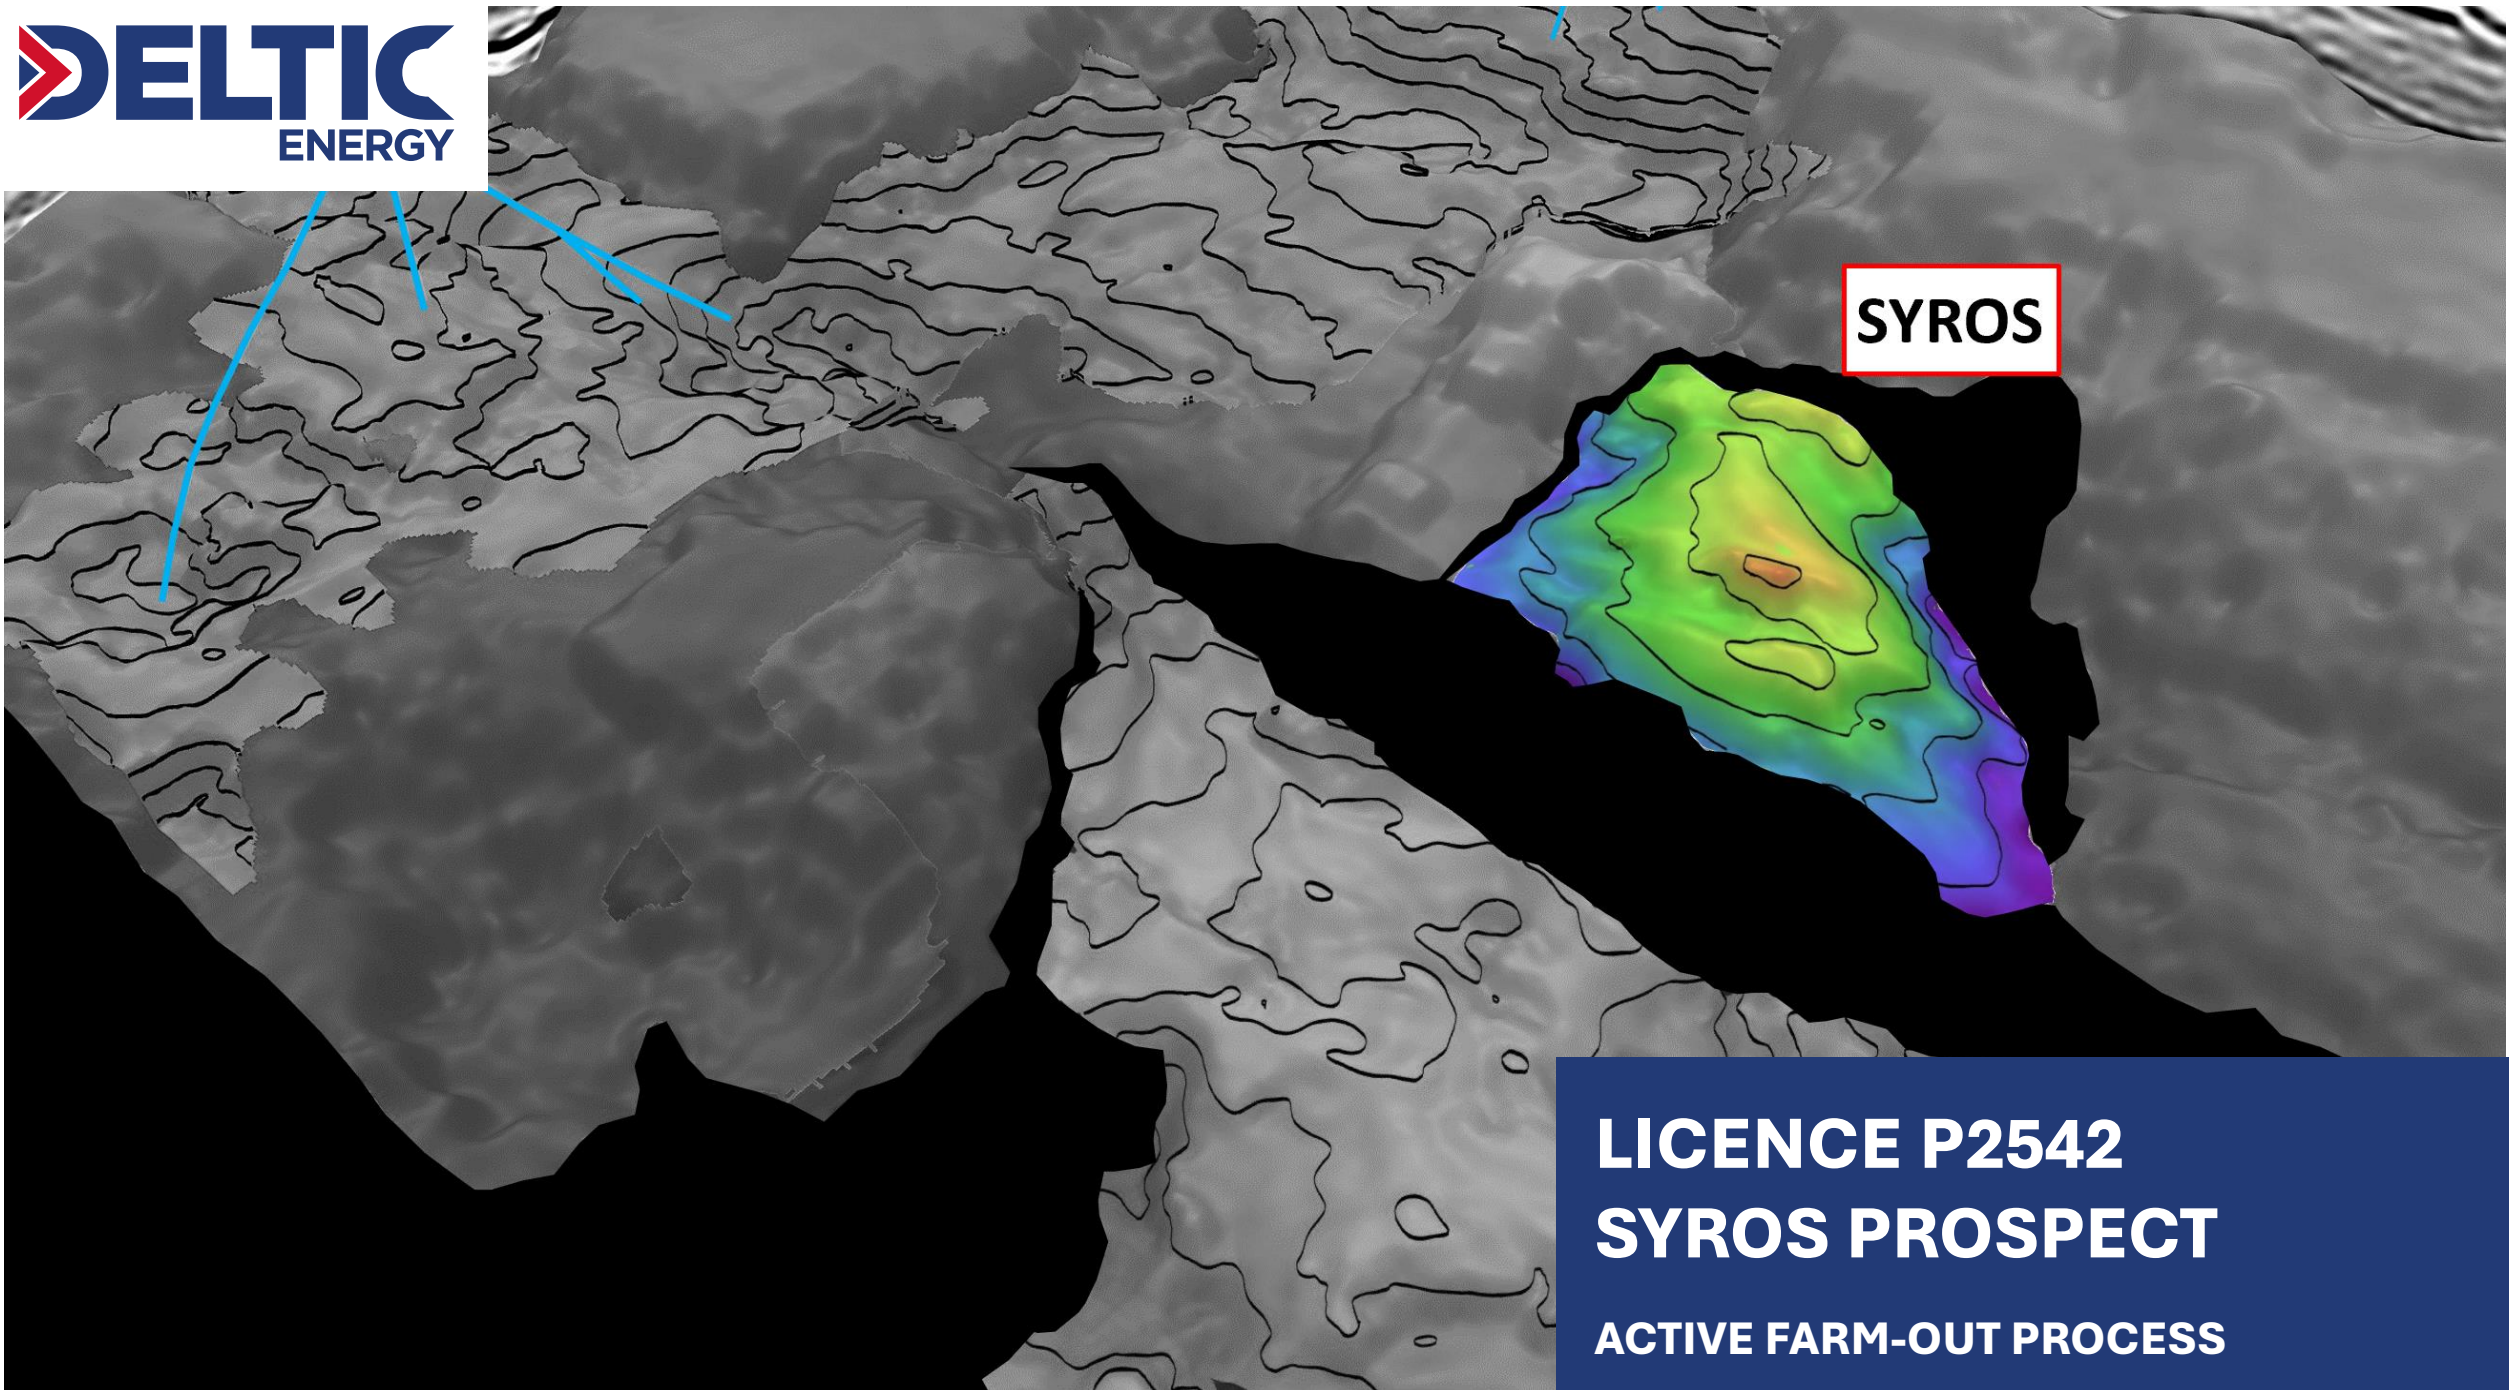 DELTIC
ENERGY
SYROS
LICENCE P2542
SYROS PROSPECT
ACTIVE FARM-OUT PROCESS